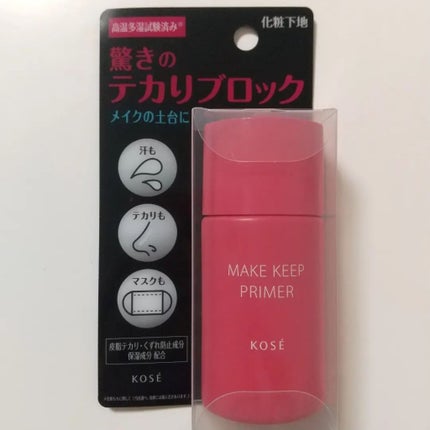 高温多湿試験済み※
化粧下地
驚きの
テカリブロック
メイクの土台に
汗も
テカリも
マスクも
皮脂テカリ・くずれ防止成分
保湿成分 配合
KOSÉ
MAKE KEEP
PRIMER
KOSÉ